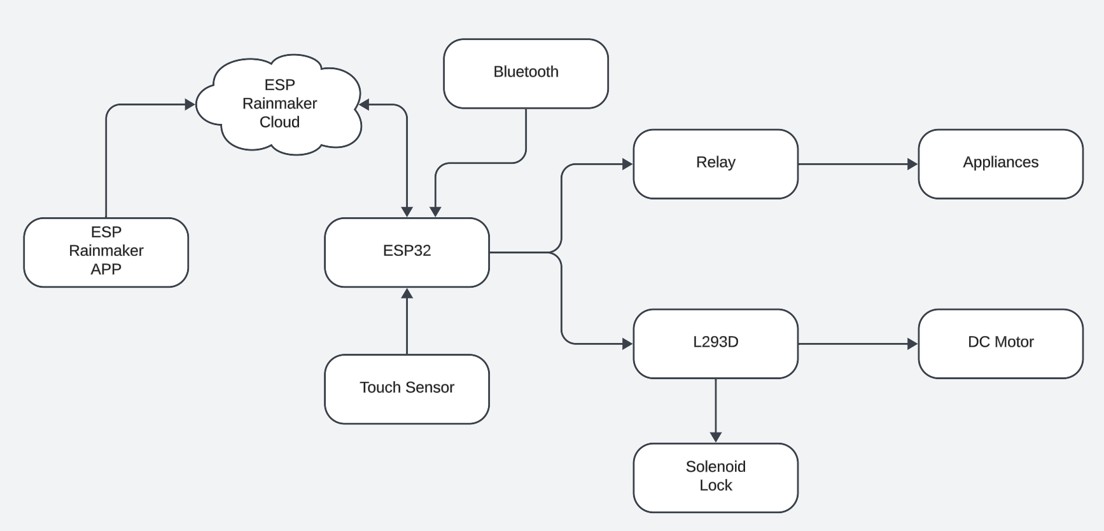 Bluetooth
ESP
Rainmaker
Cloud
Relay
Appliances
ESP
Rainmaker
APP
ESP32
L293D
DC Motor
Touch Sensor
Solenoid
Lock